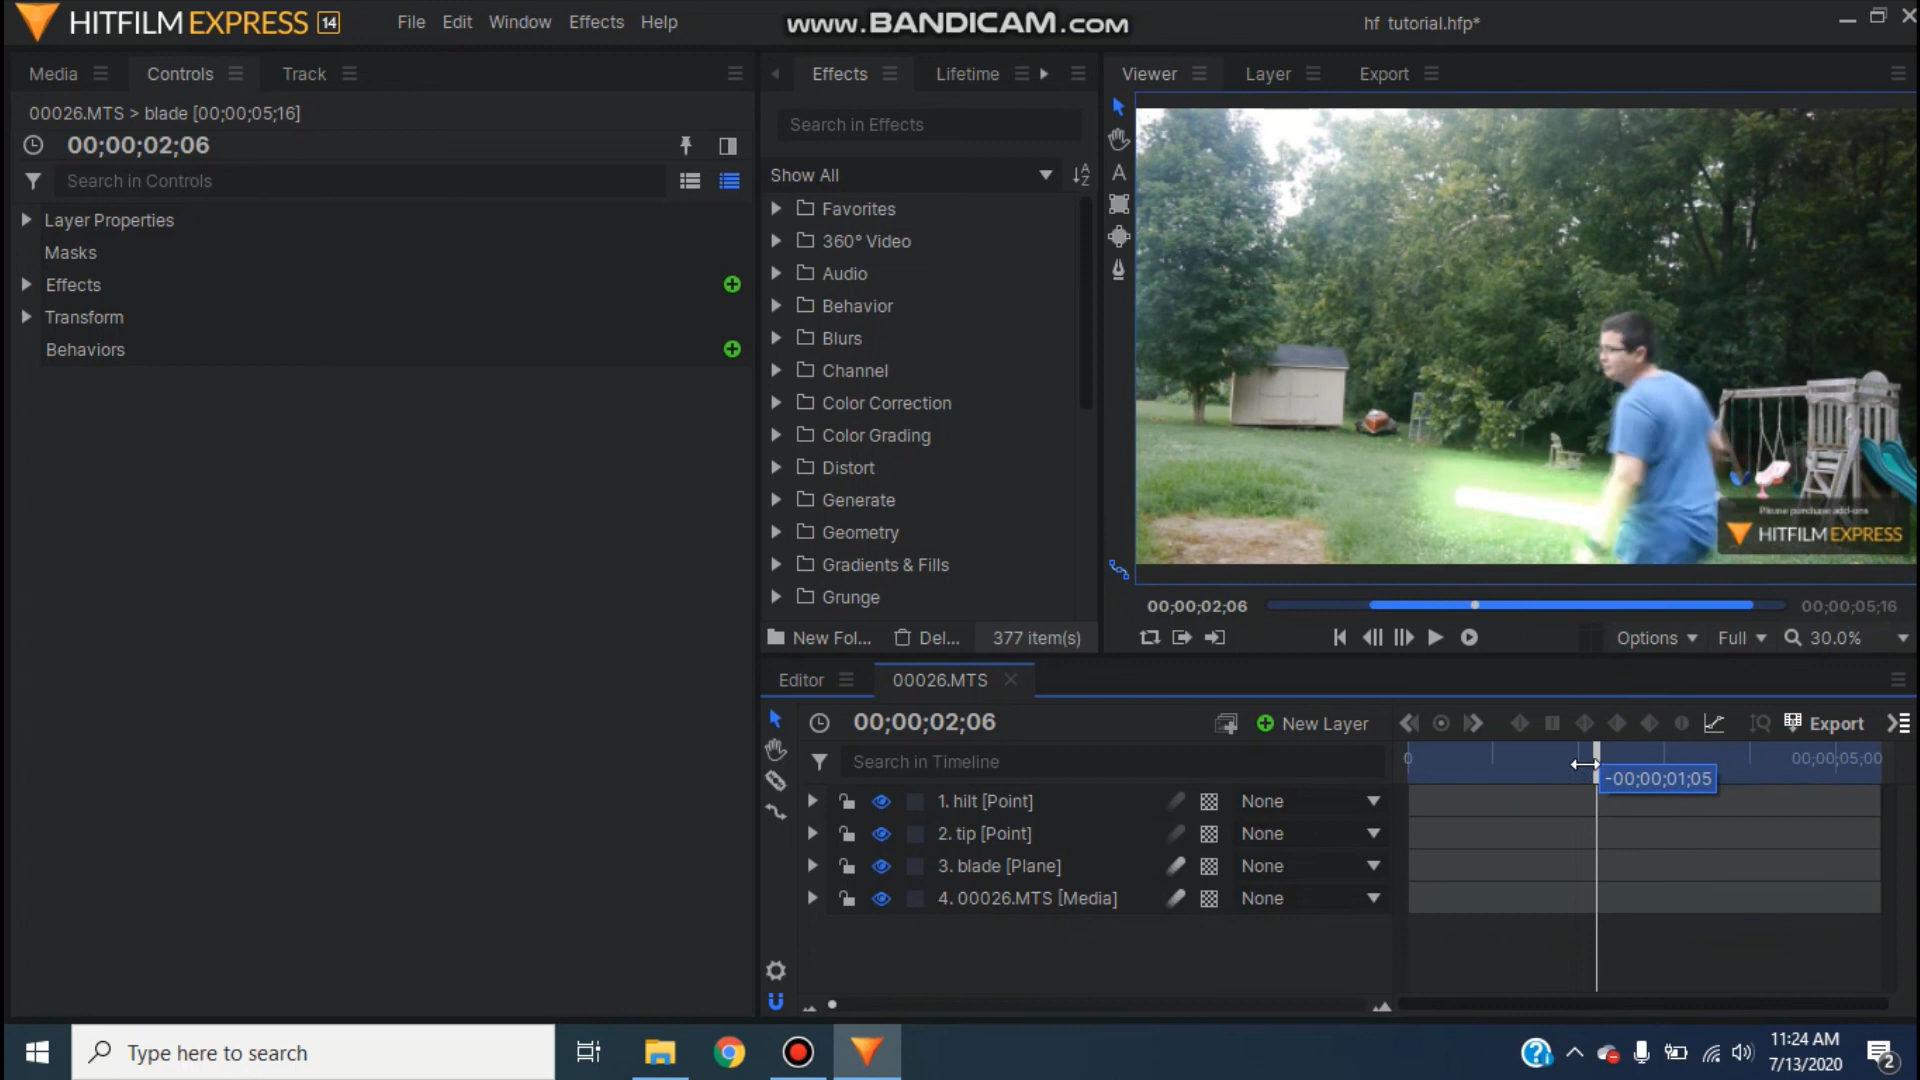 HITFILM EXPRESS 14
File Edit Window Effects Help
www.BANDICAM.com
hf tutorial.hfp*
Media Controls Track
00026.MTS > blade [00;00;05;16]
00;00;02;06
Search in Controls
Layer Properties
Masks
Effects
Transform
Behaviors
Effects Lifetime
Search in Effects
Show All
Favorites
360° Video
Audio
Behavior
Blurs
Channel
Color Correction
Color Grading
Distort
Generate
Geometry
Gradients & Fills
Grunge
New Fol... Del... 377 item(s)
Viewer Layer Export
Please purchase add-ons
HITFILM EXPRESS
00;00;02;06 00;00;05;16
Options Full 30.0%
Editor 00026.MTS
00;00;02;06 New Layer Export
Search in Timeline
0 00;00;05;00
-00;00;01;05
1. hilt [Point] None
2. tip [Point] None
3. blade [Plane] None
4. 00026.MTS [Media] None
Type here to search
11:24 AM
7/13/2020
2